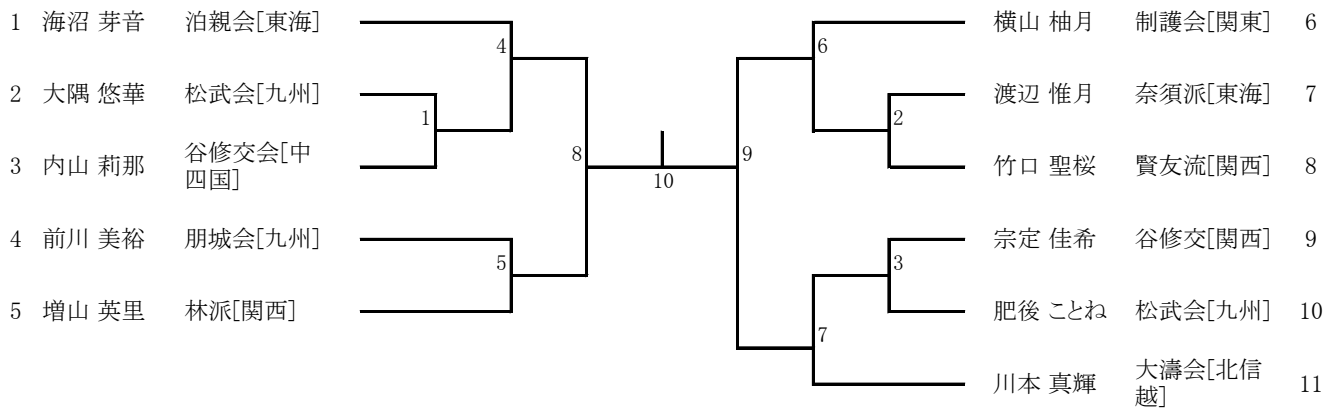 1 海沼 芽音 泊親会[東海]
2 大隅 悠華 松武会[九州]
3 内山 莉那 谷修交会[中
四国]
4 前川 美裕 朋城会[九州]
5 増山 英里 林派[関西]
4
1
8
5
10
9
6
2
3
7
横山 柚月 制護会[関東] 6
渡辺 惟月 奈須派[東海] 7
竹口 聖桜 賢友流[関西] 8
宗定 佳希 谷修交[関西] 9
肥後 ことね 松武会[九州] 10
川本 真輝 大濤会[北信
越] 11